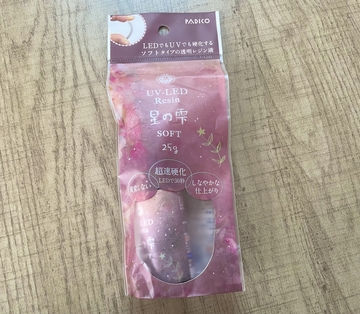 PADICO
LEDでもUVでも硬化する
ソフトタイプの透明レジン液
UV-LED
Resin
星の雫
SOFT
25g
超速硬化
しなやかな
仕上がり